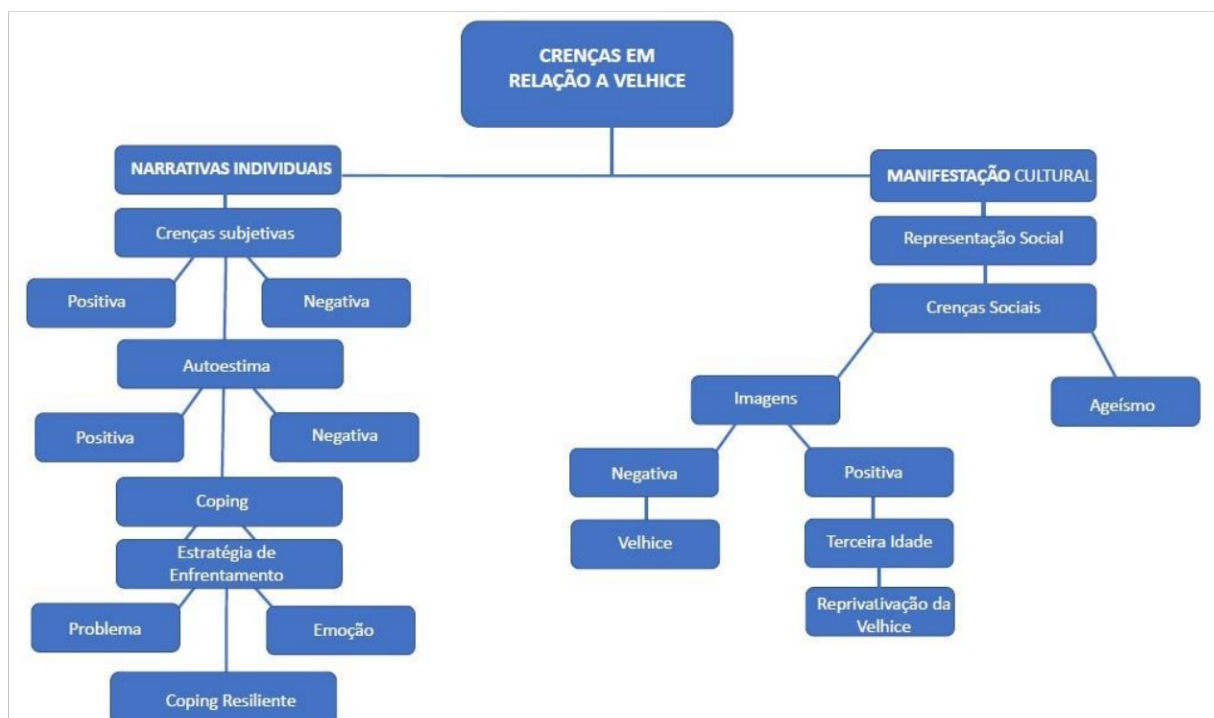 CRENÇAS EM
RELAÇÃO A VELHICE
NARRATIVAS INDIVIDUAIS
Crenças subjetivas
Positiva
Negativa
Autoestima
Positiva
Negativa
Coping
Estratégia de
Enfrentamento
Problema
Emoção
Coping Resiliente
MANIFESTAÇÃO CULTURAL
Representação Social
Crenças Sociais
Imagens
Ageísmo
Negativa
Positiva
Velhice
Terceira Idade
Reprivativação da
Velhice